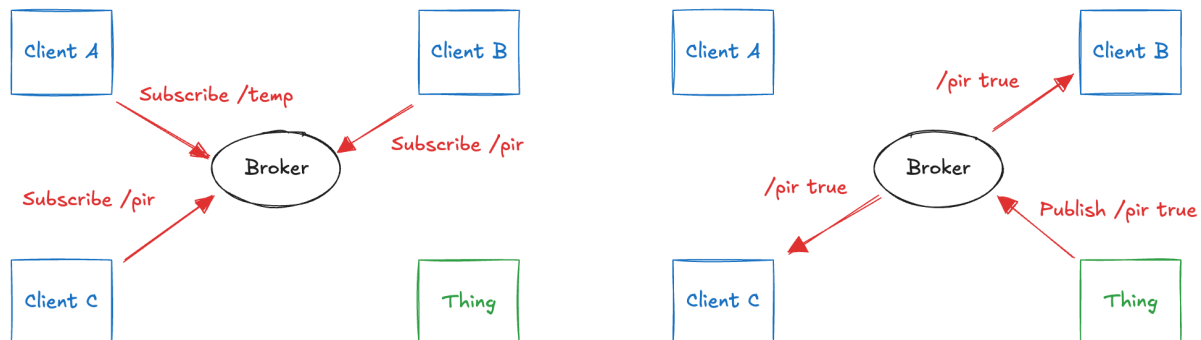 Client A
Client B
Subscribe /temp
Subscribe /pir
Broker
Subscribe /pir
Client C
Thing
Client A
Client B
/pir true
Broker
/pir true
Publish /pir true
Client C
Thing